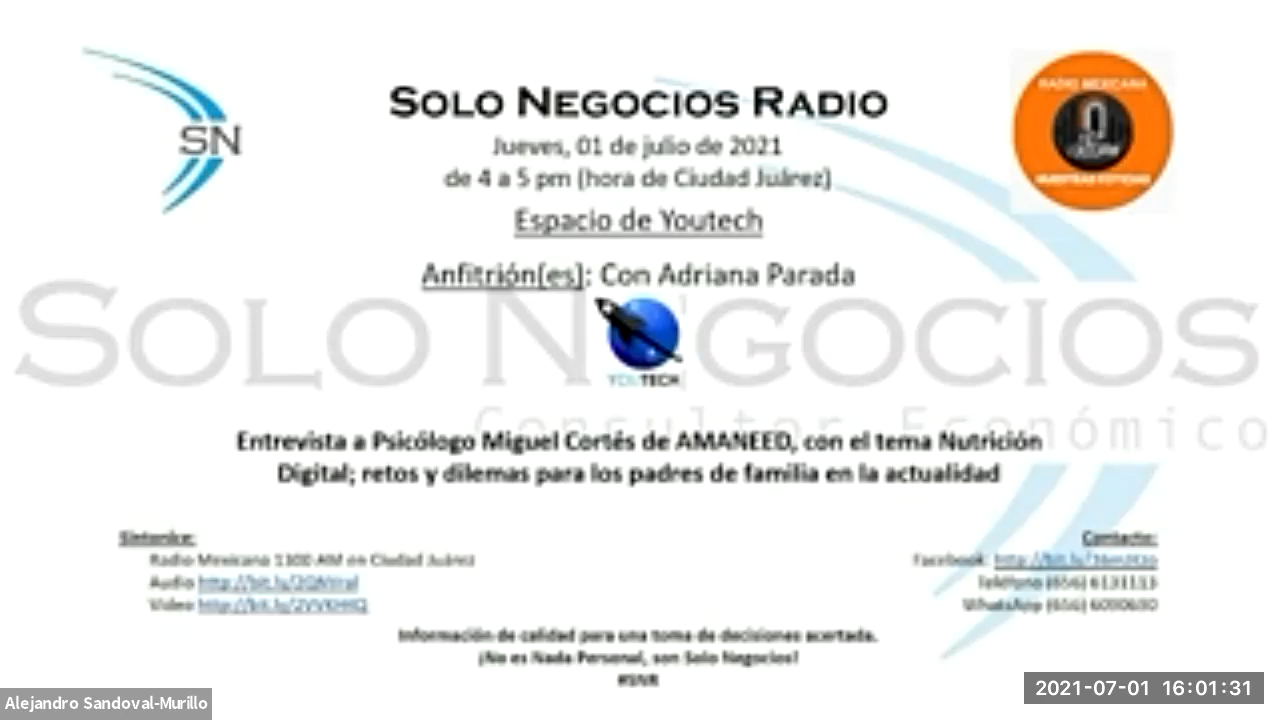 SN
SOLO NEGOCIOS RADIO
Jueves, 01 de julio de 2021
de 4 a 5 pm (hora de Ciudad Juárez)
Espacio de Youtech
Anfitrión(es): Con Adriana Parada
RADIO MEXICANA
SOLO NEGOCIOS
Consultor Económico
YOUTECH
Entrevista a Psicólogo Miguel Cortés de AMANEED, con el tema Nutrición
Digital; retos y dilemas para los padres de familia en la actualidad
Sintonice:
Radio Mexicana 1300 AM en Ciudad Juárez
Audio
Video
Contacto:
Facebook:
Teléfono (656) 6131113
WhatsApp (656)
Información de calidad para una toma de decisiones acertada.
¡No es Nada Personal, son Solo Negocios!
#SNR
Alejandro Sandoval-Murillo
2021-07-01 16:01:31